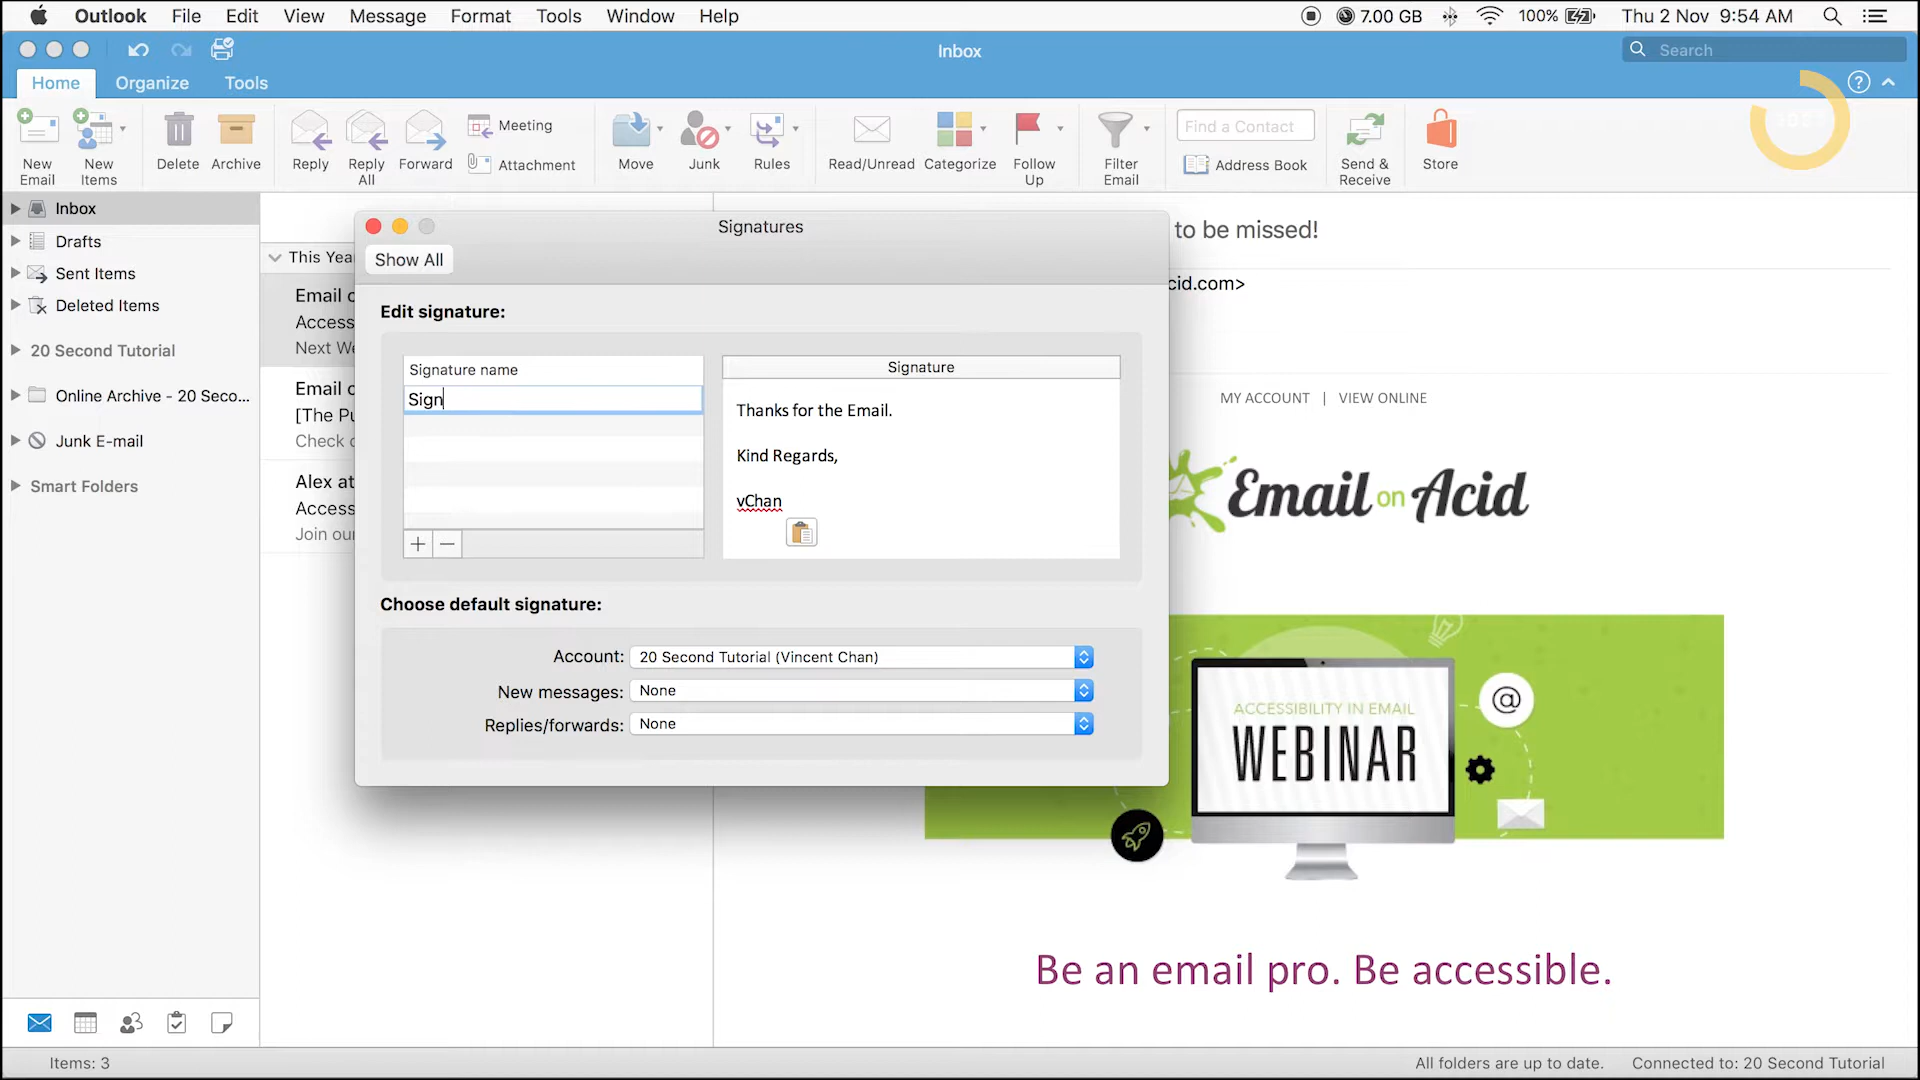 Outlook File Edit View Message Format Tools Window Help 7.00 GB 100% Thu 2 Nov 9:54 AM
Inbox
Search
Home Organize Tools
New Email
New Items
Delete
Archive
Reply
Reply All
Forward
Meeting
Attachment
Move
Junk
Rules
Read/Unread
Categorize
Follow Up
Filter Email
Find a Contact
Address Book
Send & Receive
Store
Inbox
Drafts
Sent Items
Deleted Items
20 Second Tutorial
Online Archive - 20 Seco...
Junk E-mail
Smart Folders
This Yea
Email o
Access
Next We
Email o
[The Pu
Check o
Alex at
Access
Join our
Signatures
Show All
Edit signature:
Signature name
Sign
+ −
Signature
Thanks for the Email.
Kind Regards,
vChan
Choose default signature:
Account: 20 Second Tutorial (Vincent Chan)
New messages: None
Replies/forwards: None
to be missed!
cid.com>
MY ACCOUNT | VIEW ONLINE
Email on Acid
ACCESSIBILITY IN EMAIL
WEBINAR
@
Be an email pro. Be accessible.
Items: 3
All folders are up to date. Connected to: 20 Second Tutorial